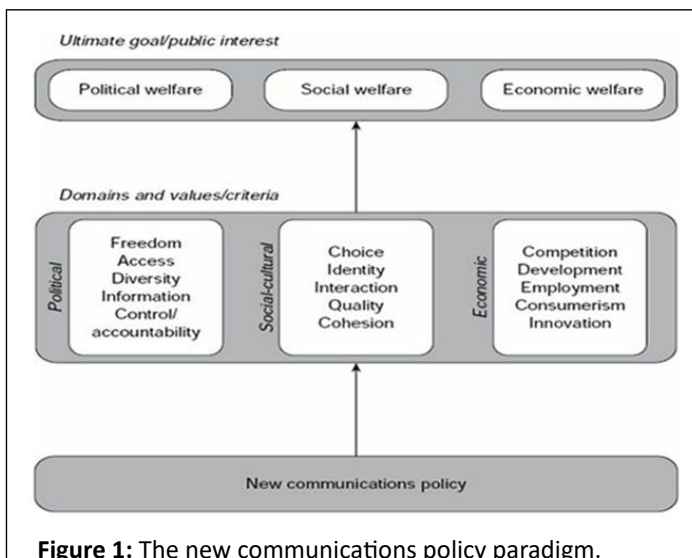 Ultimate goal/public interest
Political welfare
Social welfare
Economic welfare
Domains and values/criteria
Political
Freedom
Access
Diversity
Information
Control/
accountability
Social-cultural
Choice
Identity
Interaction
Quality
Cohesion
Economic
Competition
Development
Employment
Consumerism
Innovation
New communications policy
Figure 1: The new communications policy paradigm.